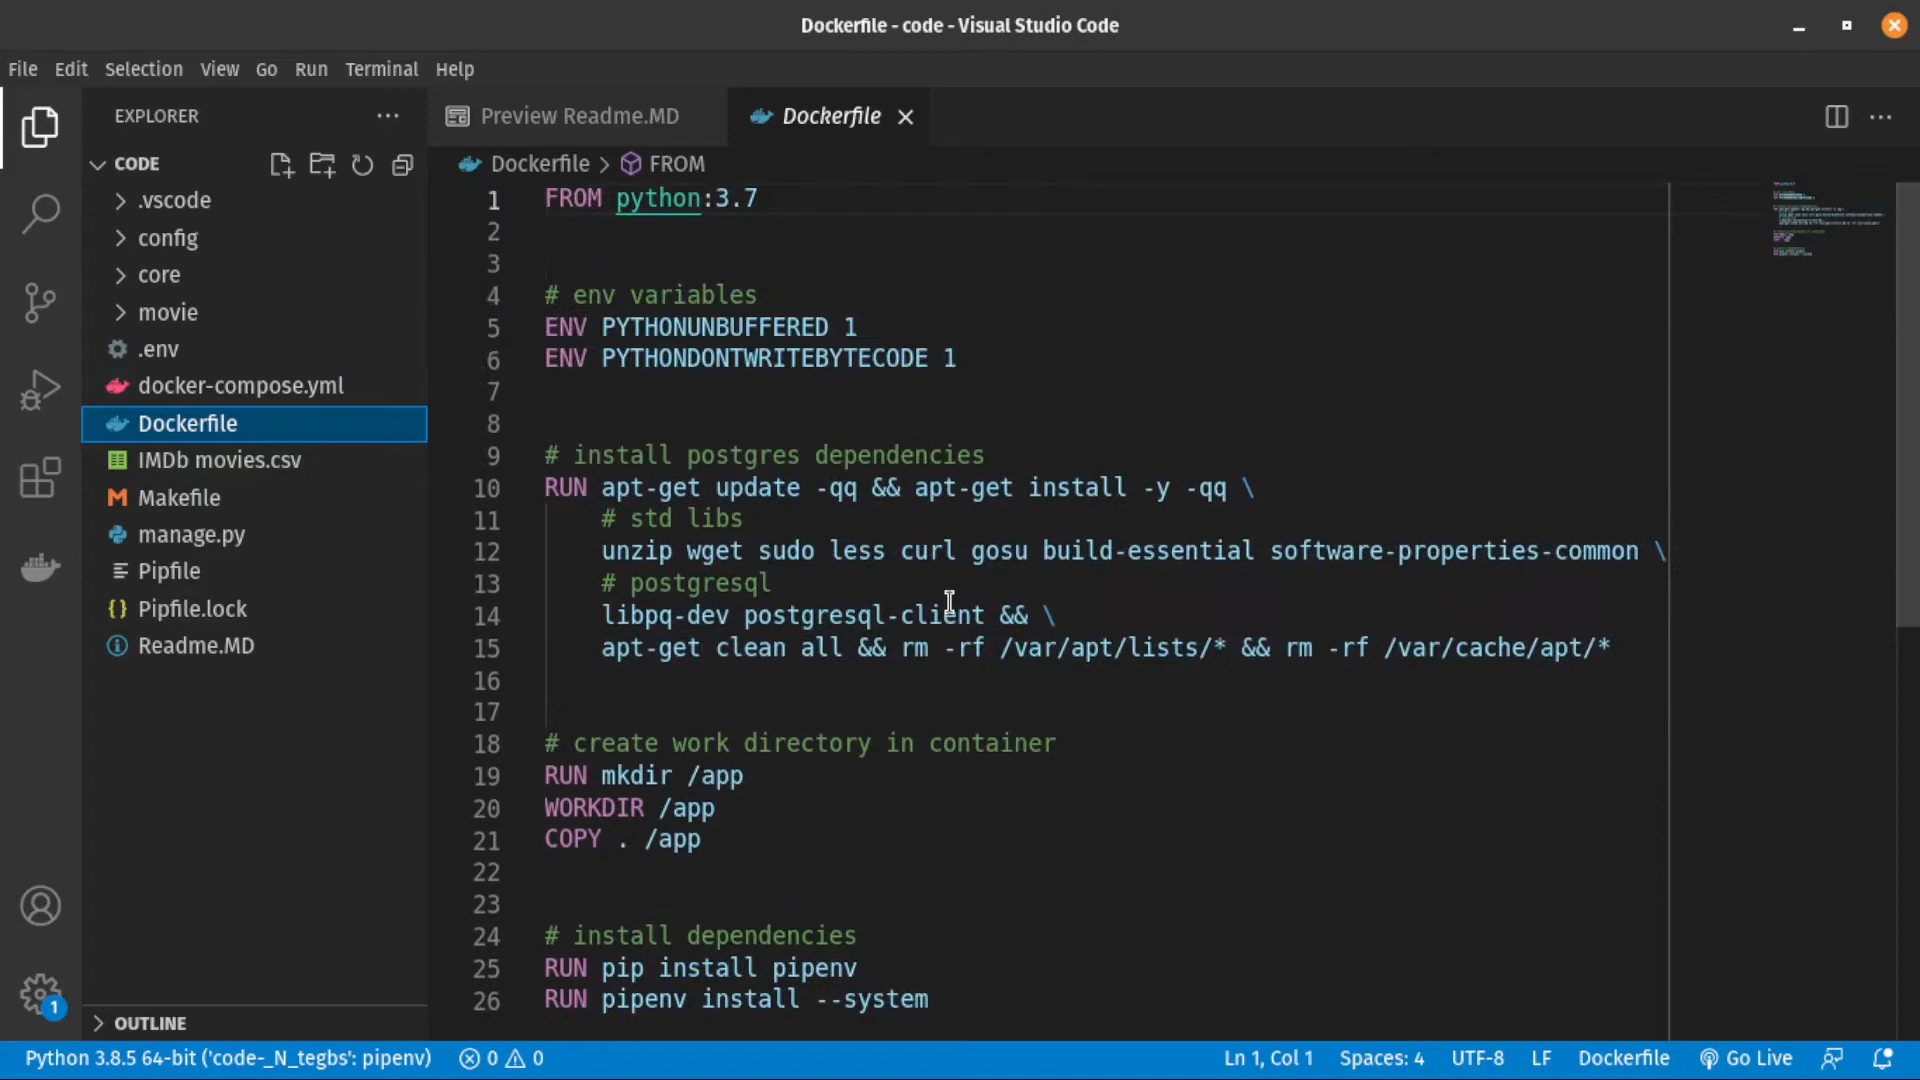 Dockerfile - code - Visual Studio Code
File Edit Selection View Go Run Terminal Help
EXPLORER
CODE
.vscode
config
core
movie
.env
docker-compose.yml
Dockerfile
IMDb movies.csv
Makefile
manage.py
Pipfile
Pipfile.lock
Readme.MD
OUTLINE
Preview Readme.MD
Dockerfile
Dockerfile > FROM
1 FROM python:3.7
2
3
4 # env variables
5 ENV PYTHONUNBUFFERED 1
6 ENV PYTHONDONTWRITEBYTECODE 1
7
8
9 # install postgres dependencies
10 RUN apt-get update -qq && apt-get install -y -qq \
11 # std libs
12 unzip wget sudo less curl gosu build-essential software-properties-common \
13 # postgresql
14 libpq-dev postgresql-client && \
15 apt-get clean all && rm -rf /var/apt/lists/* && rm -rf /var/cache/apt/*
16
17
18 # create work directory in container
19 RUN mkdir /app
20 WORKDIR /app
21 COPY . /app
22
23
24 # install dependencies
25 RUN pip install pipenv
26 RUN pipenv install --system
1
Python 3.8.5 64-bit ('code-_N_tegbs': pipenv) 0 0 Ln 1, Col 1 Spaces: 4 UTF-8 LF Dockerfile Go Live